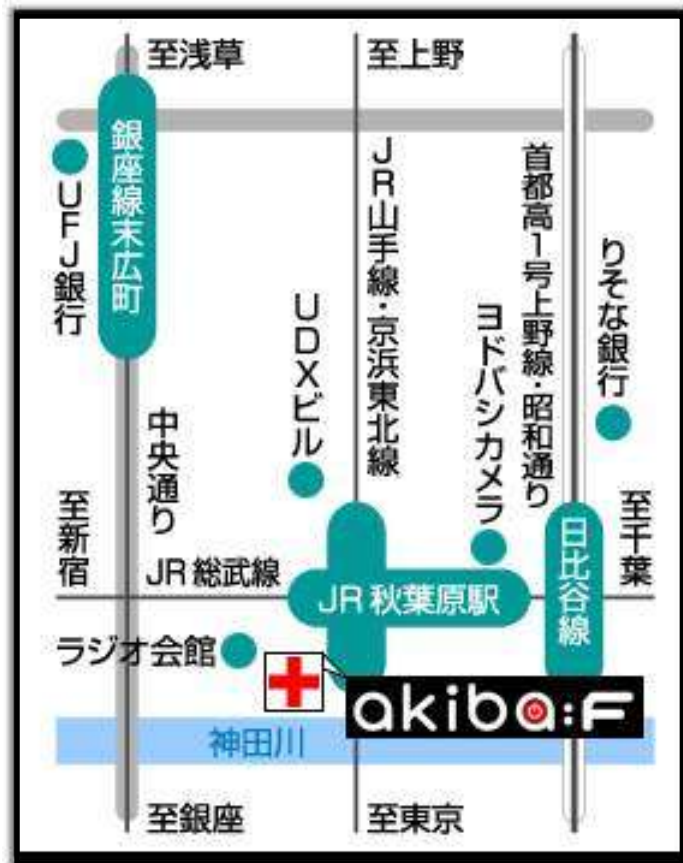 至浅草
至上野
銀座線末広町
UFJ銀行
JR山手線・京浜東北線
首都高1号上野線・昭和通り
りそな銀行
UDXビル
ヨドバシカメラ
中央通り
至新宿
至千葉
JR総武線
JR秋葉原駅
日比谷線
ラジオ会館
akiba:F
神田川
至銀座
至東京